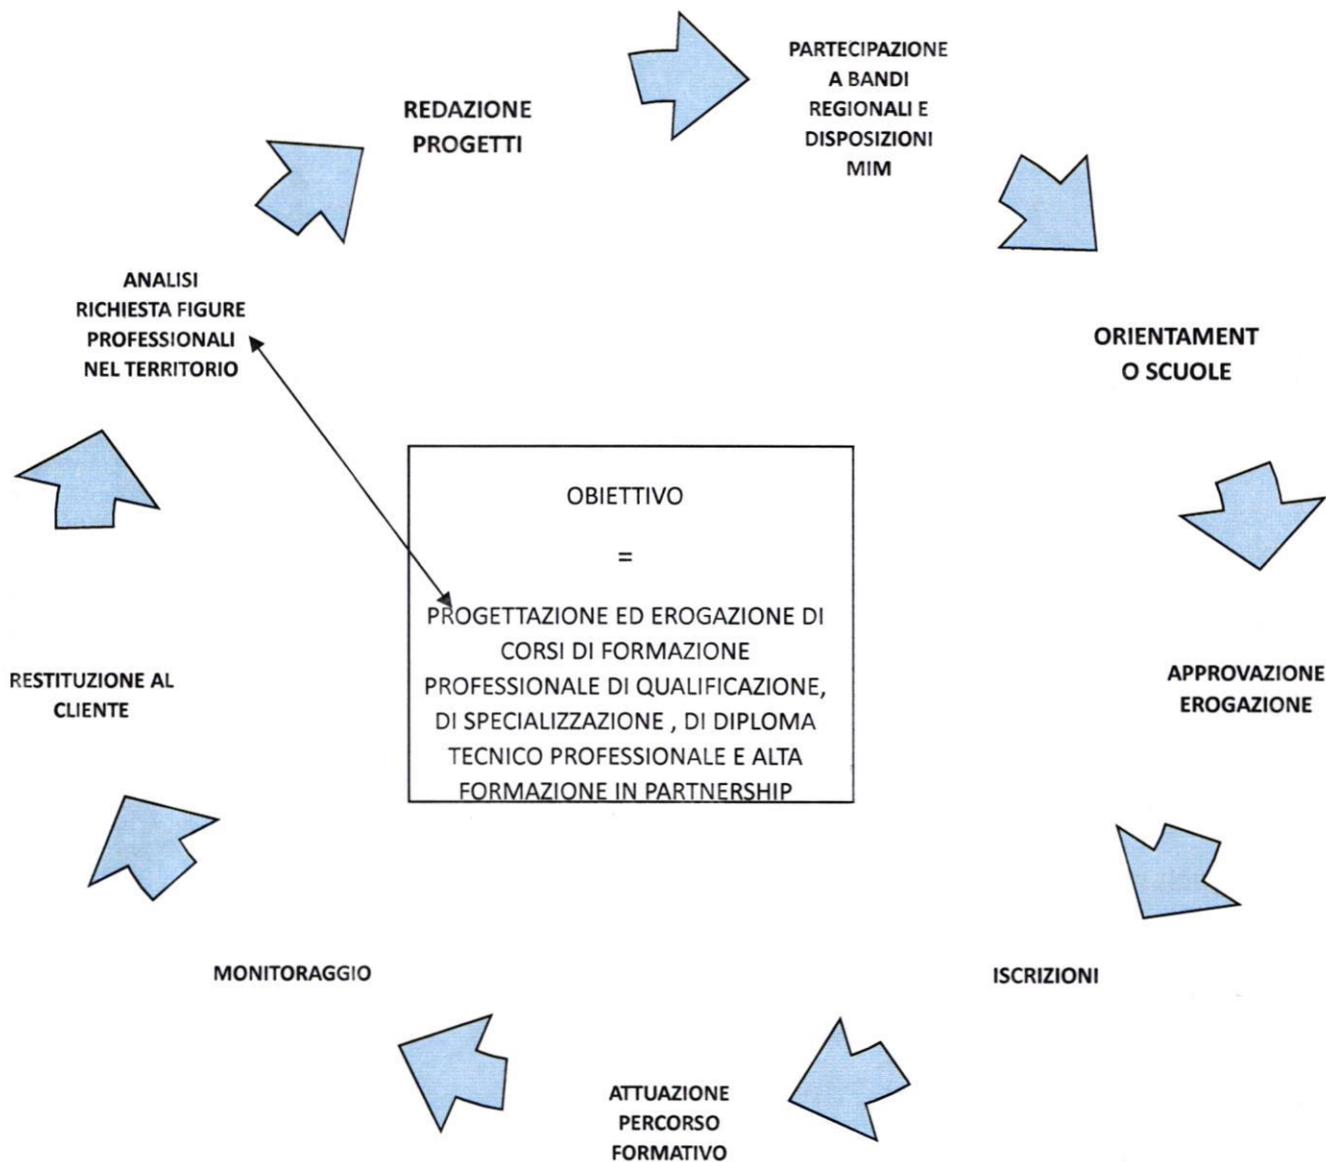 REDAZIONE
PROGETTI
PARTECIPAZIONE
A BANDI
REGIONALI E
DISPOSIZIONI
MIM
ORIENTAMENT
O SCUOLE
APPROVAZIONE
EROGAZIONE
ISCRIZIONI
ATTUAZIONE
PERCORSO
FORMATIVO
MONITORAGGIO
RESTITUZIONE AL
CLIENTE
ANALISI
RICHIESTA FIGURE
PROFESSIONALI
NEL TERRITORIO
OBIETTIVO
=
PROGETTAZIONE ED EROGAZIONE DI
CORSI DI FORMAZIONE
PROFESSIONALE DI QUALIFICAZIONE,
DI SPECIALIZZAZIONE , DI DIPLOMA
TECNICO PROFESSIONALE E ALTA
FORMAZIONE IN PARTNERSHIP